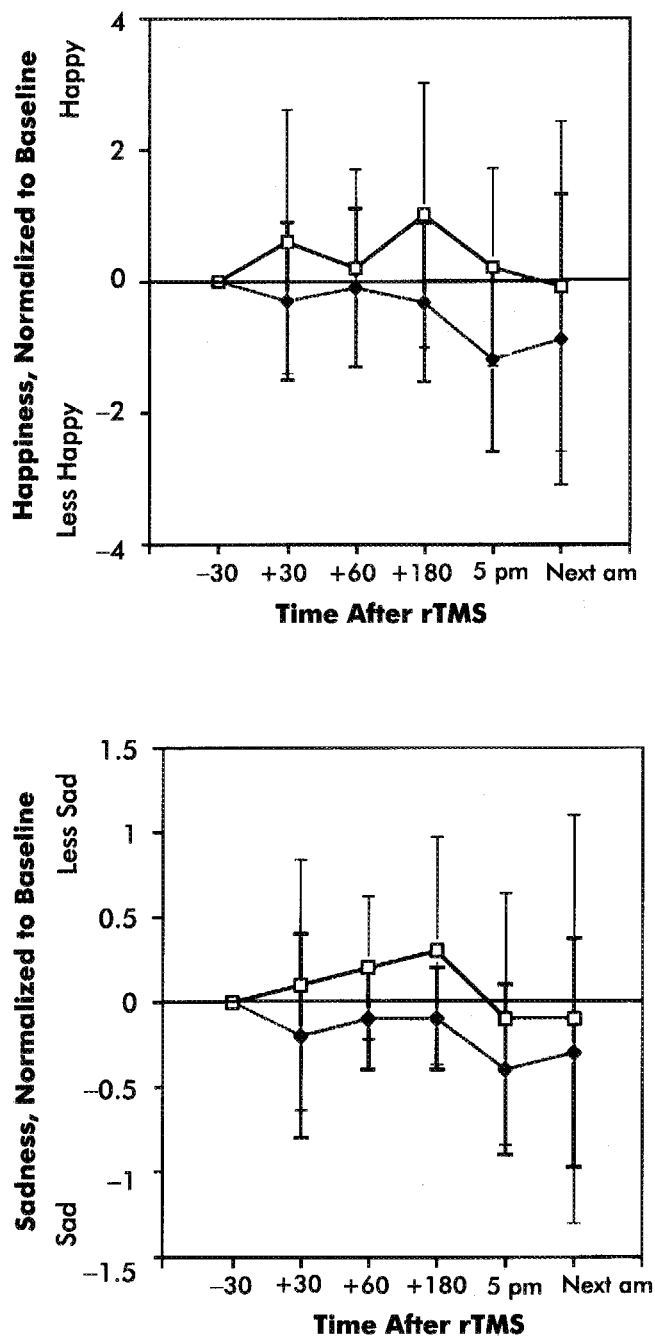 Happiness, Normalized to Baseline
Less Happy
Happy
4
2
0
−2
−4
−30 +30 +60 +180 5 pm Next am
Time After rTMS
Sadness, Normalized to Baseline
Sad
Less Sad
1.5
1
0.5
0
−0.5
−1
−1.5
−30 +30 +60 +180 5 pm Next am
Time After rTMS